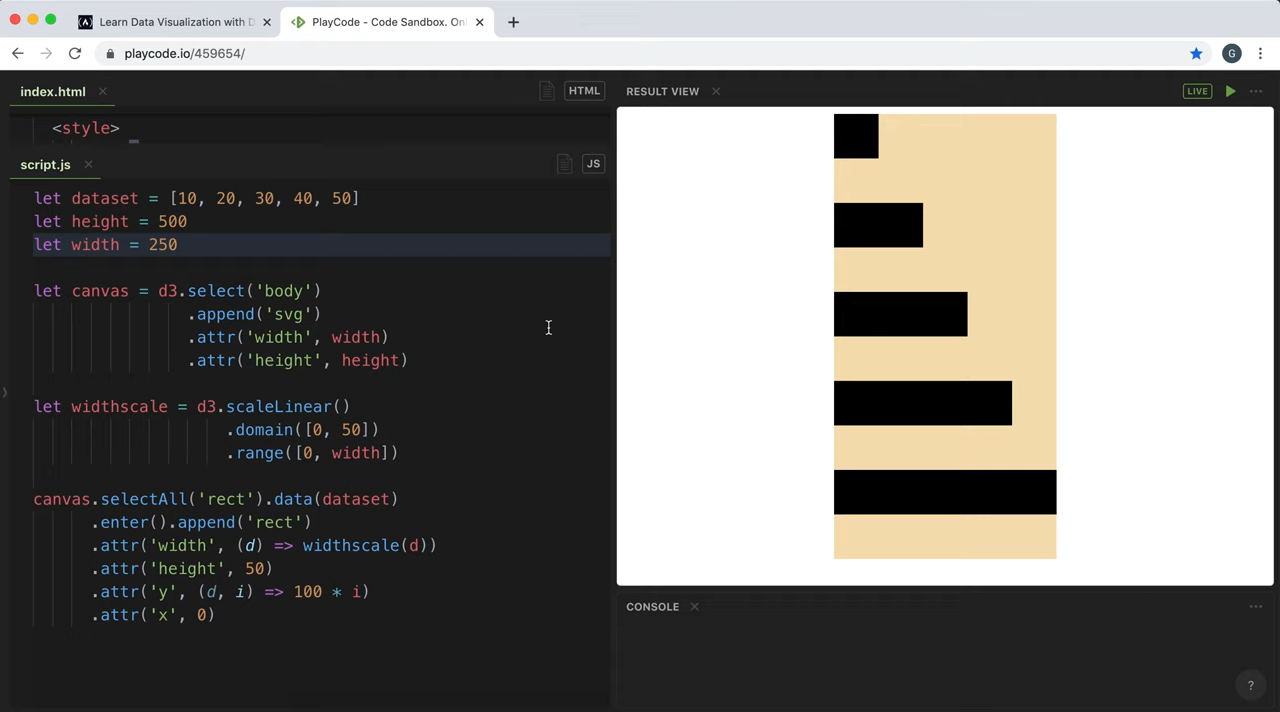 Learn Data Visualization with D
PlayCode - Code Sandbox. Onl
playcode.io/459654/
G
index.html
HTML
RESULT VIEW
LIVE
<style>
script.js
JS
let dataset = [10, 20, 30, 40, 50]
let height = 500
let width = 250
let canvas = d3.select('body')
.append('svg')
.attr('width', width)
.attr('height', height)
let widthscale = d3.scaleLinear()
.domain([0, 50])
.range([0, width])
canvas.selectAll('rect').data(dataset)
.enter().append('rect')
.attr('width', (d) => widthscale(d))
.attr('height', 50)
.attr('y', (d, i) => 100 * i)
.attr('x', 0)
CONSOLE
?